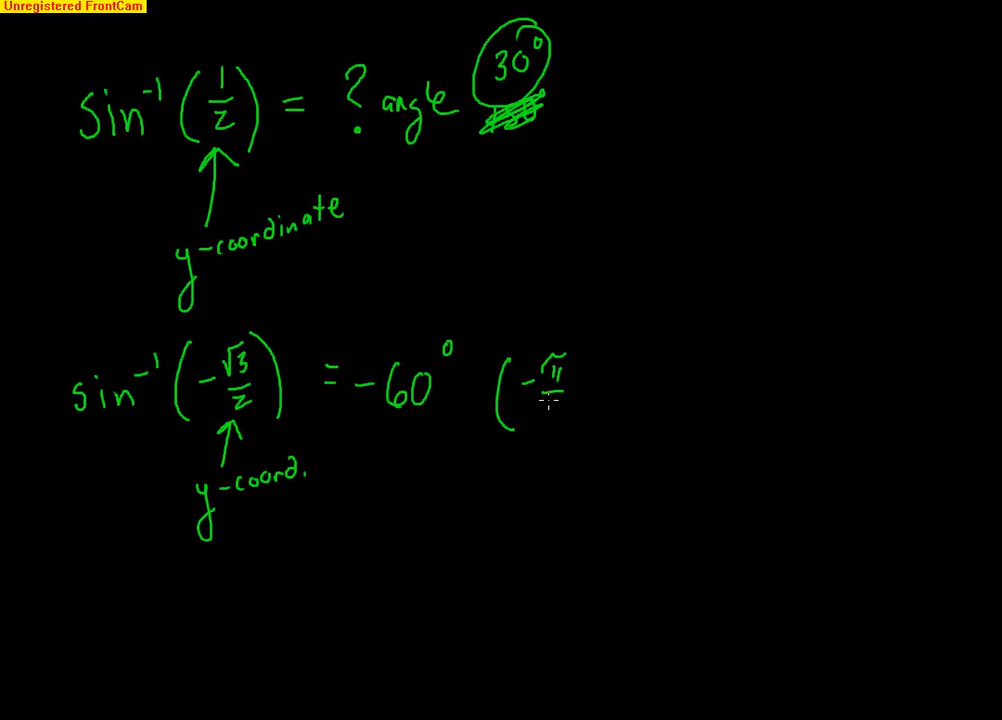 Unregistered FrontCam
sin⁻¹ (1/2) = ? angle 30°
y-coordinate
sin⁻¹ (-√3/2) = -60° (-π
y-coord.